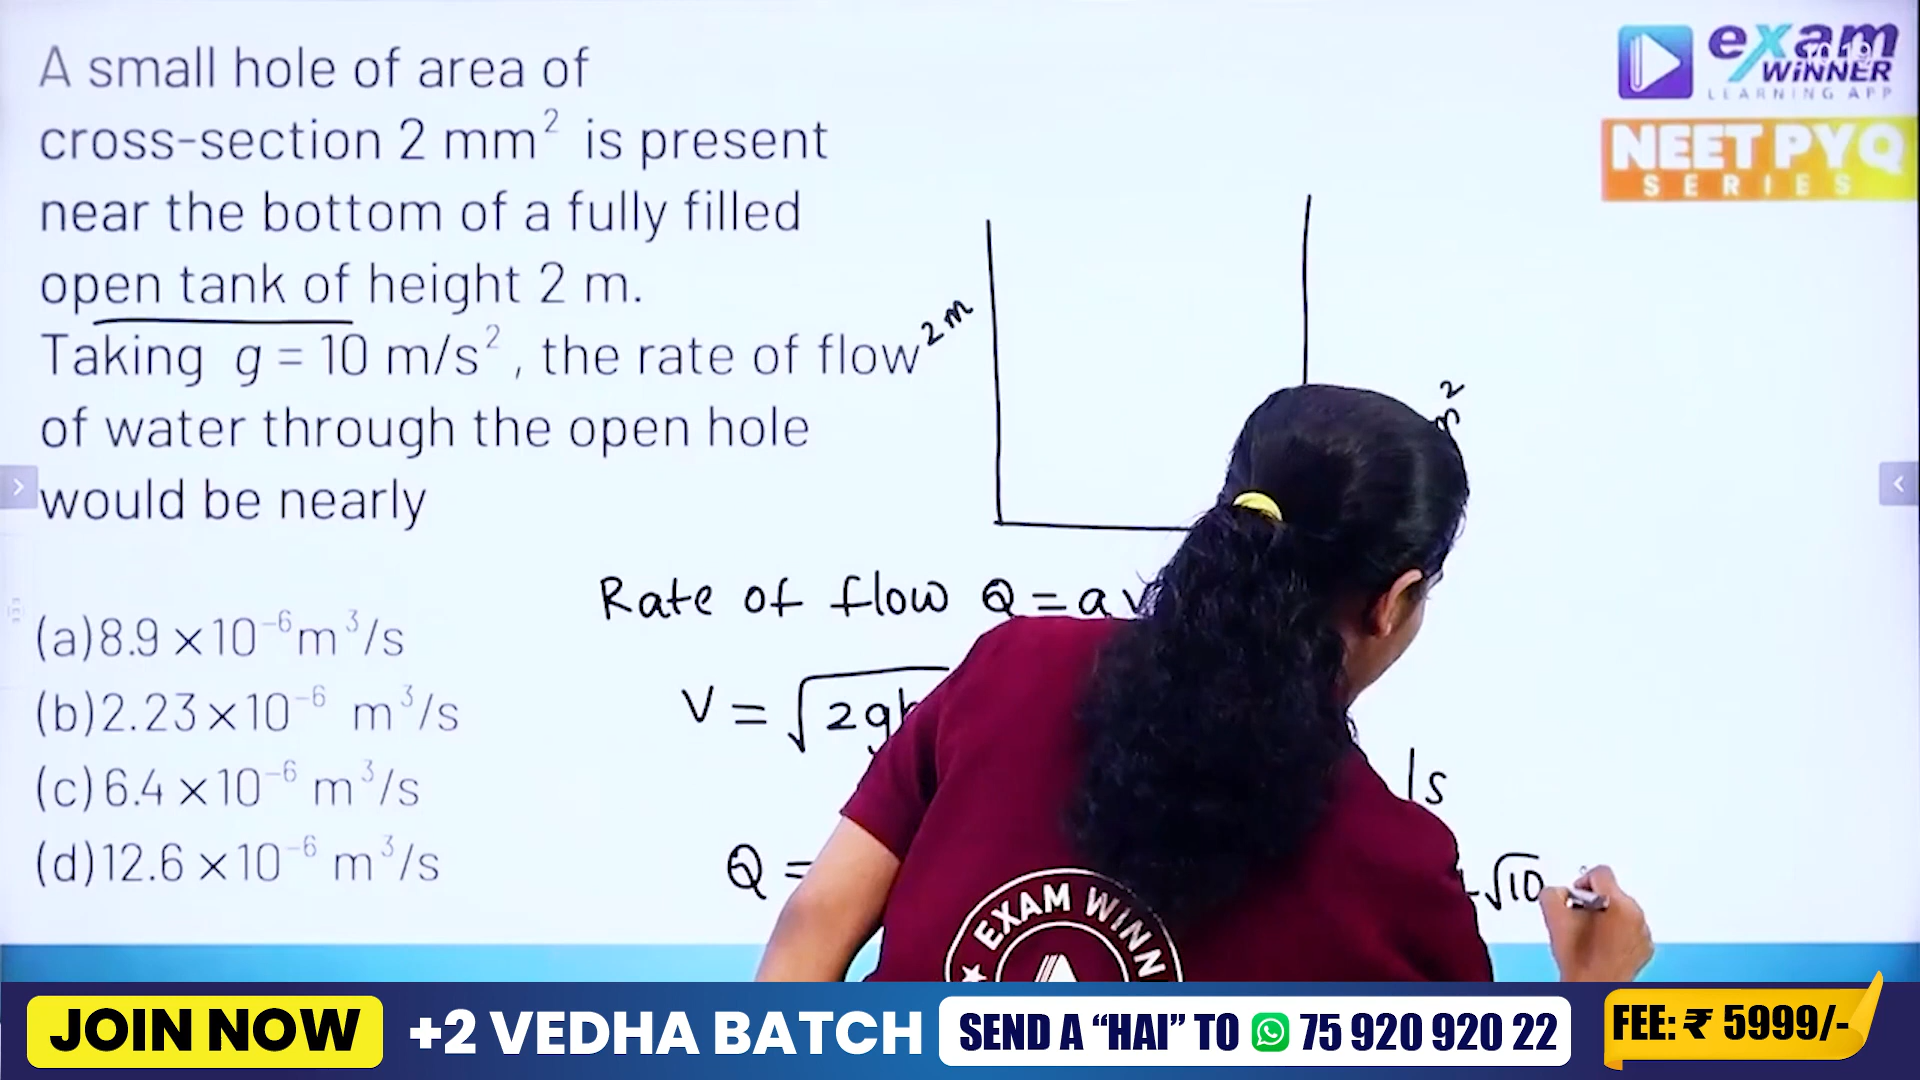 A small hole of area of
cross-section 2 mm² is present
near the bottom of a fully filled
open tank of height 2 m.
Taking g = 10 m/s², the rate of flow
of water through the open hole
would be nearly
(a) 8.9 ×10⁻⁶ m³/s
(b) 2.23×10⁻⁶ m³/s
(c) 6.4 ×10⁻⁶ m³/s
(d) 12.6 ×10⁻⁶ m³/s
2 m
Rate of flow Q = a v
V = √2gh
/s
Q =
√10
exam
WiNNER
LEARNING APP
NEET PYQ
SERIES
EXAM WINN
JOIN NOW
+2 VEDHA BATCH
SEND A “HAI” TO 75 920 920 22
FEE: ₹ 5999/-